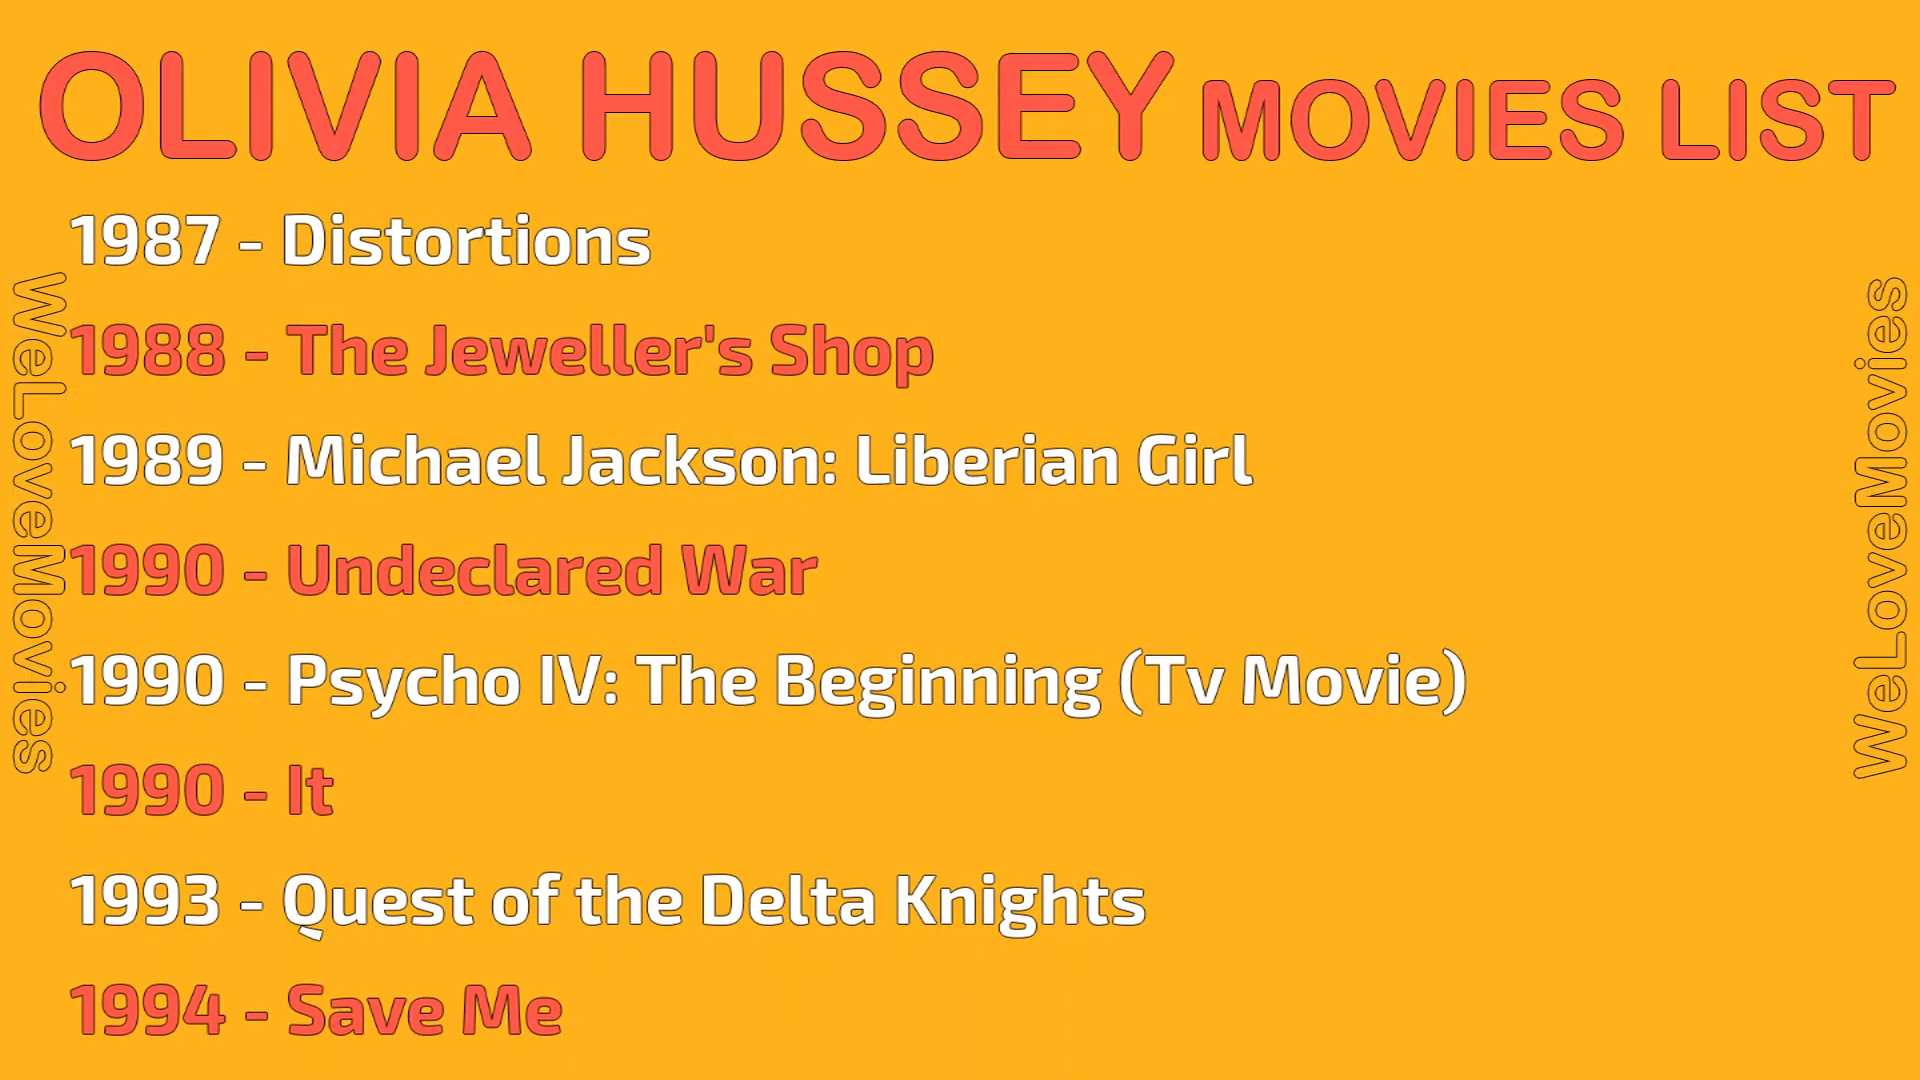 OLIVIA HUSSEY MOVIES LIST
1987 - Distortions
1988 - The Jeweller's Shop
1989 - Michael Jackson: Liberian Girl
1990 - Undeclared War
1990 - Psycho IV: The Beginning (Tv Movie)
1990 - It
1993 - Quest of the Delta Knights
1994 - Save Me
WeLoveMovies
WeLoveMovies